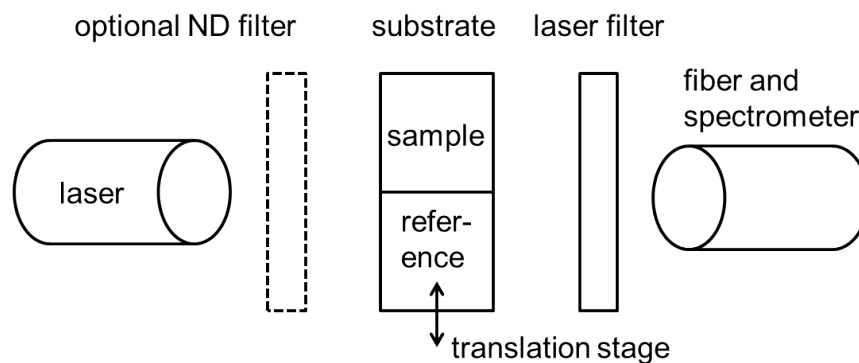 optional ND filter
substrate
laser filter
fiber and
spectrometer
laser
sample
refer-
ence
translation stage